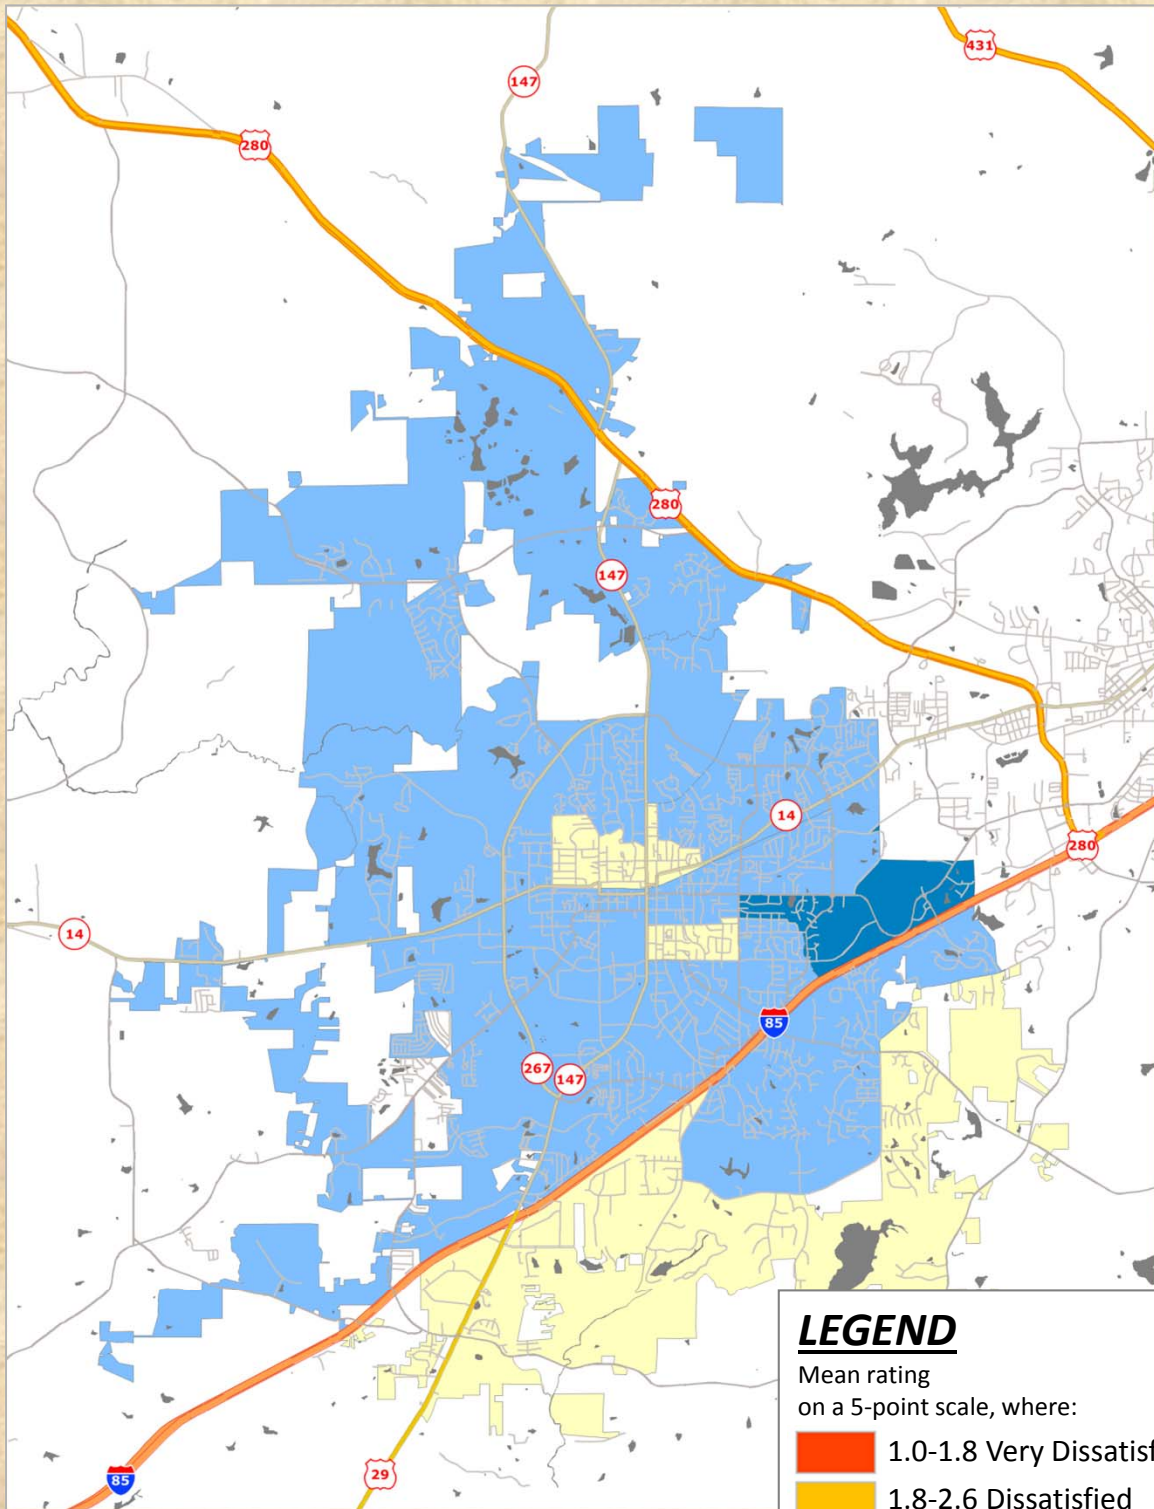 147
431
280
280
147
14
280
14
85
267
147
LEGEND
Mean rating
on a 5-point scale, where:
1.0-1.8 Very Dissatisf
1.8-2.6 Dissatisfied
29
85